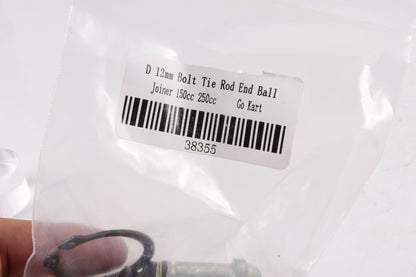 D 12mm Bolt Tie Rod End Ball
Joiner 150cc 250cc Go Kart
38355